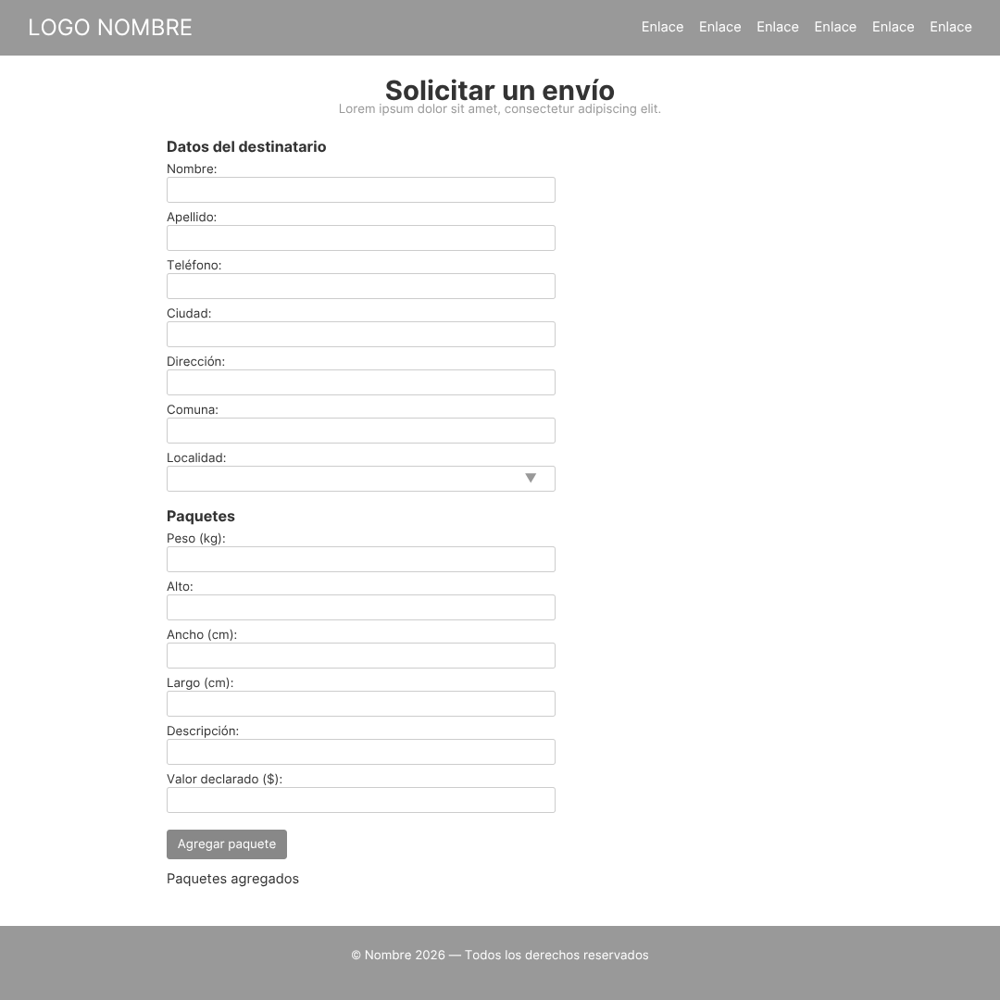 LOGO NOMBRE
Enlace Enlace Enlace Enlace Enlace Enlace
Solicitar un envío
Lorem ipsum dolor sit amet, consectetur adipiscing elit.
Datos del destinatario
Nombre:
Apellido:
Teléfono:
Ciudad:
Dirección:
Comuna:
Localidad:
Paquetes
Peso (kg):
Alto:
Ancho (cm):
Largo (cm):
Descripción:
Valor declarado ($):
Agregar paquete
Paquetes agregados
© Nombre 2026 — Todos los derechos reservados